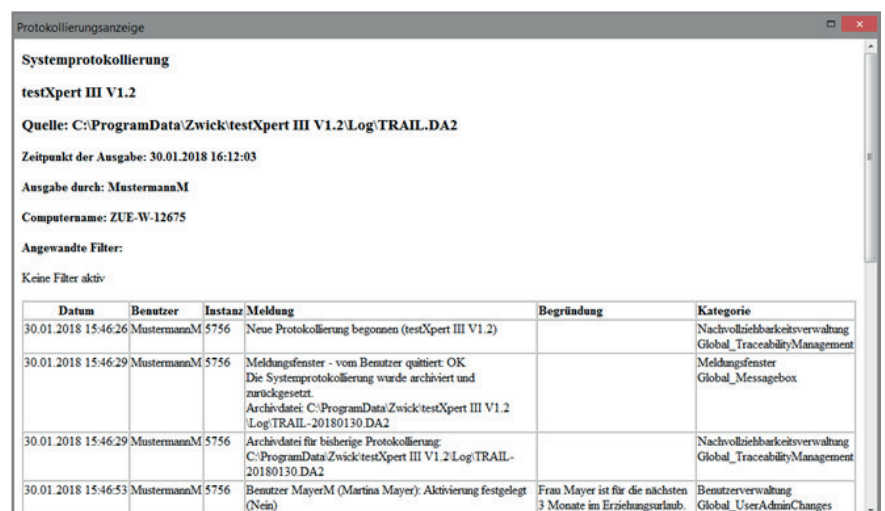 Protokollierungsanzeige
Systemprotokollierung
testXpert III V1.2
Quelle: C:\ProgramData\Zwick\testXpert III V1.2\Log\TRAIL.DA2
Zeitpunkt der Ausgabe: 30.01.2018 16:12:03
Ausgabe durch: MustermannM
Computername: ZUE-W-12675
Angewandte Filter:
Keine Filter aktiv
Datum Benutzer Instanz Meldung Begründung Kategorie
30.01.2018 15:46:26 MustermannM 5756 Neue Protokollierung begonnen (testXpert III V1.2) Nachvollziehbarkeitsverwaltung
Global_TraceabilityManagement
30.01.2018 15:46:29 MustermannM 5756 Meldungsfenster - vom Benutzer quittiert: OK Meldungsfenster
Die Systemprotokollierung wurde archiviert und Global_Messagebox
zurückgesetzt.
Archivdatei: C:\ProgramData\Zwick\testXpert III V1.2
\Log\TRAIL-20180130.DA2
30.01.2018 15:46:29 MustermannM 5756 Archivdatei für bisherige Protokollierung: Nachvollziehbarkeitsverwaltung
C:\ProgramData\Zwick\testXpert III V1.2\Log\TRAIL- Global_TraceabilityManagement
20180130.DA2
30.01.2018 15:46:53 MustermannM 5756 Benutzer MayerM (Martina Mayer): Aktivierung festgelegt Frau Mayer ist für die nächsten Benutzerverwaltung
(Nein) 3 Monate im Erziehungsurlaub. Global_UserAdminChanges